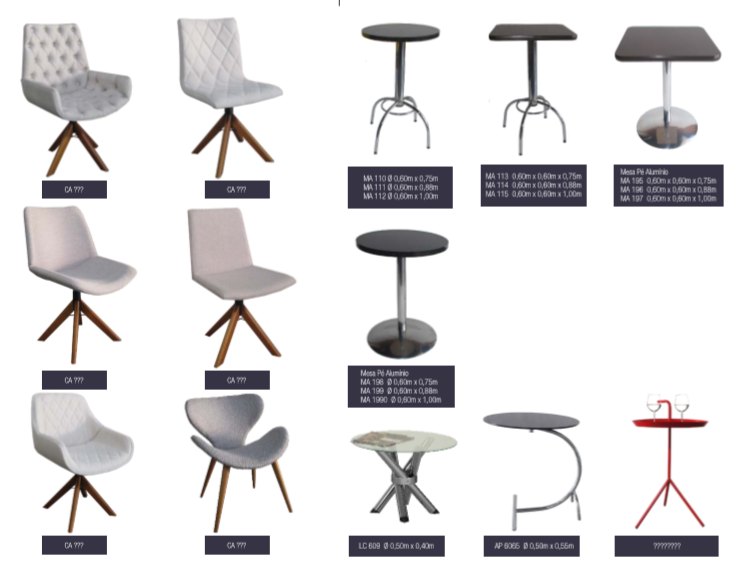 CA ???
CA ???
MA 110 Ø 0,60m x 0,75m
MA 111 Ø 0,60m x 0,88m
MA 112 Ø 0,60m x 1,00m
MA 113 0,60m x 0,60m x 0,75m
MA 114 0,60m x 0,60m x 0,88m
MA 115 0,60m x 0,60m x 1,00m
Mesa Pé Alumínio
MA 195 0,60m x 0,60m x 0,75m
MA 196 0,60m x 0,60m x 0,88m
MA 197 0,60m x 0,60m x 1,00m
CA ???
CA ???
Mesa Pé Alumínio
MA 198 Ø 0,60m x 0,75m
MA 199 Ø 0,60m x 0,88m
MA 1990 Ø 0,60m x 1,00m
CA ???
CA ???
LC 609 Ø 0,50m x 0,40m
AP 6065 Ø 0,50m x 0,55m
????????